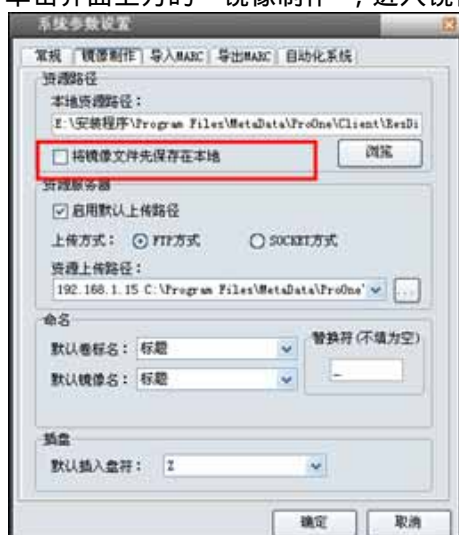 单击界面上方的"镜像制作",进入镜
系统参数设置
常规 镜像制作 导入MARC 导出MARC 自动化系统
资源路径
本地资源路径：
E:\安装程序\Program Files\MetaData\ProOne\Client\ResDi
将镜像文件先保存在本地 浏览
资源服务器
启用默认上传路径
上传方式： FTP方式 SOCKET方式
资源上传路径：
192.168.1.15 C:\Program Files\MetaData\ProOne' ...
命名
默认卷标名： 标题
默认镜像名： 标题
替换符(不填为空)
_
插盘
默认插入盘符： Z
确定 取消